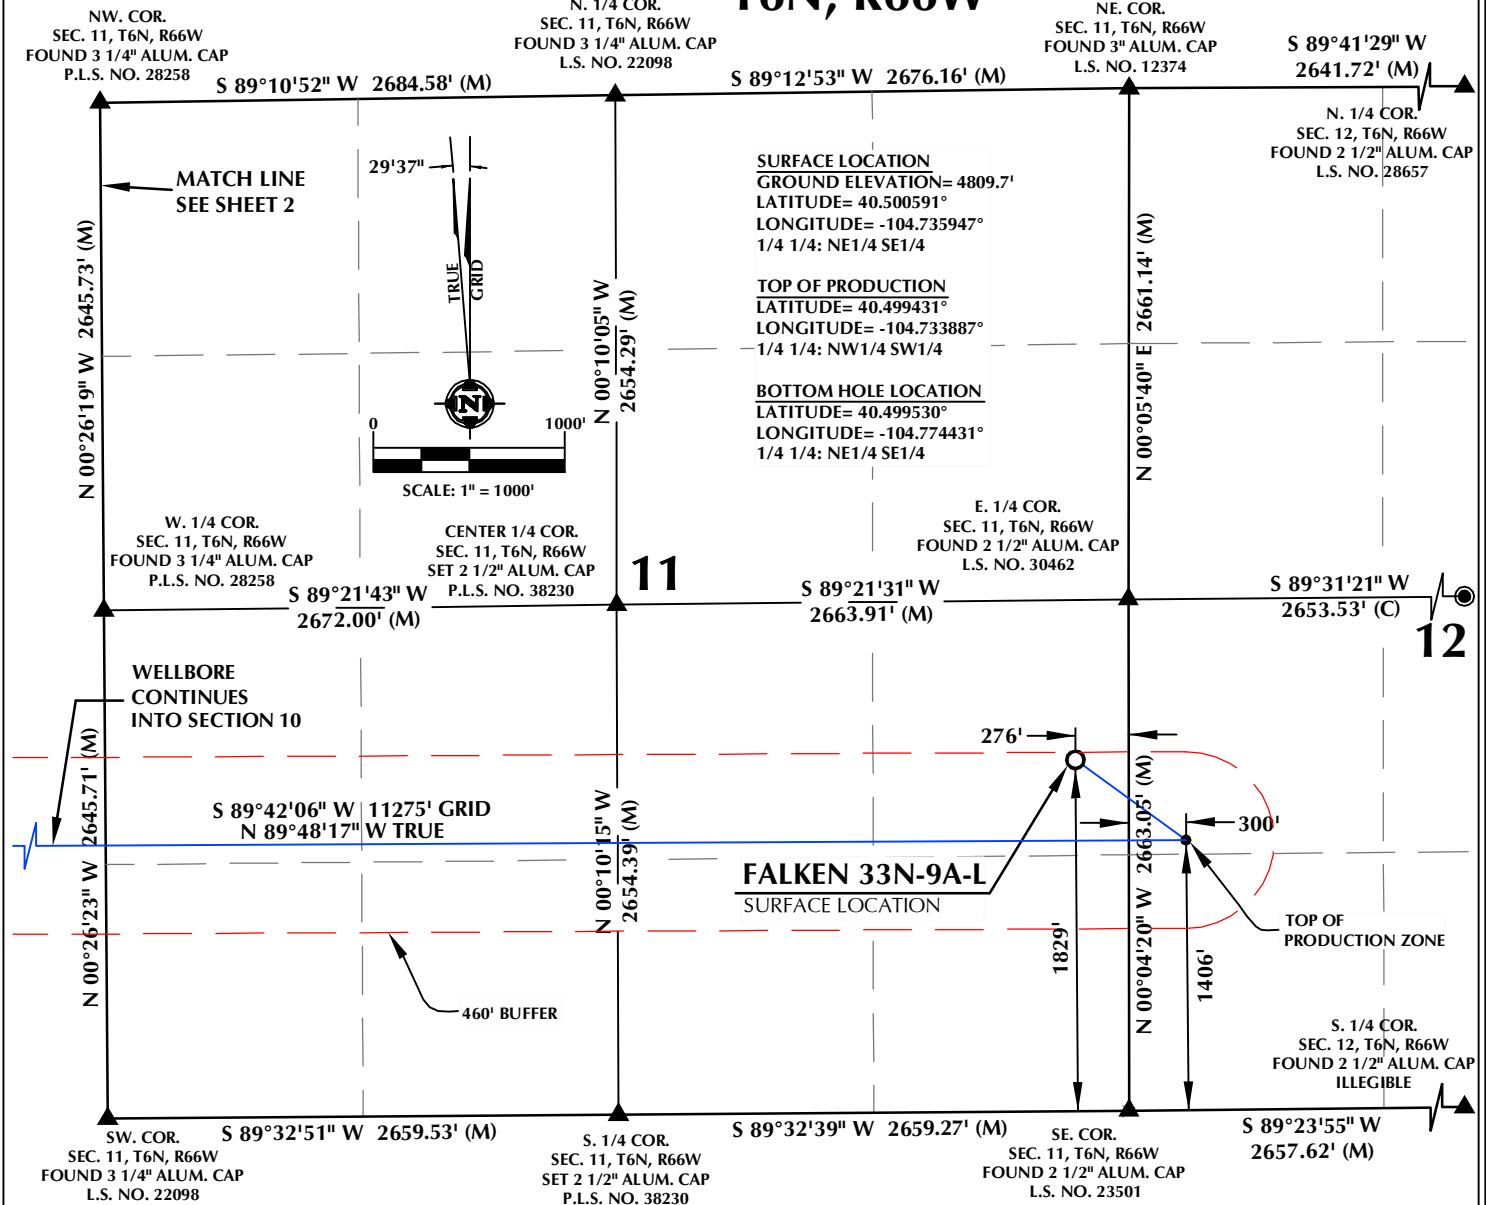 T6N, R66W
NW. COR.
SEC. 11, T6N, R66W
FOUND 3 1/4" ALUM. CAP
P.L.S. NO. 28258
N. 1/4 COR.
SEC. 11, T6N, R66W
FOUND 3 1/4" ALUM. CAP
L.S. NO. 22098
NE. COR.
SEC. 11, T6N, R66W
FOUND 3" ALUM. CAP
L.S. NO. 12374
S 89°41'29" W
2641.72' (M)
S 89°10'52" W 2684.58' (M)
S 89°12'53" W 2676.16' (M)
N. 1/4 COR.
SEC. 12, T6N, R66W
FOUND 2 1/2" ALUM. CAP
L.S. NO. 28657
MATCH LINE
SEE SHEET 2
29'37"
TRUE
GRID
N
0 1000'
SCALE: 1" = 1000'
SURFACE LOCATION
GROUND ELEVATION= 4809.7'
LATITUDE= 40.500591°
LONGITUDE= -104.735947°
1/4 1/4: NE1/4 SE1/4
TOP OF PRODUCTION
LATITUDE= 40.499431°
LONGITUDE= -104.733887°
1/4 1/4: NW1/4 SW1/4
BOTTOM HOLE LOCATION
LATITUDE= 40.499530°
LONGITUDE= -104.774431°
1/4 1/4: NE1/4 SE1/4
N 00°26'19" W 2645.73' (M)
N 00°10'05" W
2654.29' (M)
N 00°05'40" E 2661.14' (M)
W. 1/4 COR.
SEC. 11, T6N, R66W
FOUND 3 1/4" ALUM. CAP
P.L.S. NO. 28258
CENTER 1/4 COR.
SEC. 11, T6N, R66W
SET 2 1/2" ALUM. CAP
P.L.S. NO. 38230
11
E. 1/4 COR.
SEC. 11, T6N, R66W
FOUND 2 1/2" ALUM. CAP
L.S. NO. 30462
S 89°21'43" W
2672.00' (M)
S 89°21'31" W
2663.91' (M)
S 89°31'21" W
2653.53' (C)
12
WELLBORE
CONTINUES
INTO SECTION 10
276'
S 89°42'06" W 11275' GRID
N 89°48'17" W TRUE
300'
FALKEN 33N-9A-L
SURFACE LOCATION
TOP OF
PRODUCTION ZONE
1829'
1406'
N 00°26'23" W 2645.71' (M)
N 00°10'15" W
2654.39' (M)
N 00°04'20" W 2663.05' (M)
460' BUFFER
S. 1/4 COR.
SEC. 12, T6N, R66W
FOUND 2 1/2" ALUM. CAP
ILLEGIBLE
S 89°32'51" W 2659.53' (M)
S 89°32'39" W 2659.27' (M)
S 89°23'55" W
2657.62' (M)
SW. COR.
SEC. 11, T6N, R66W
FOUND 3 1/4" ALUM. CAP
L.S. NO. 22098
S. 1/4 COR.
SEC. 11, T6N, R66W
SET 2 1/2" ALUM. CAP
P.L.S. NO. 38230
SE. COR.
SEC. 11, T6N, R66W
FOUND 2 1/2" ALUM. CAP
L.S. NO. 23501